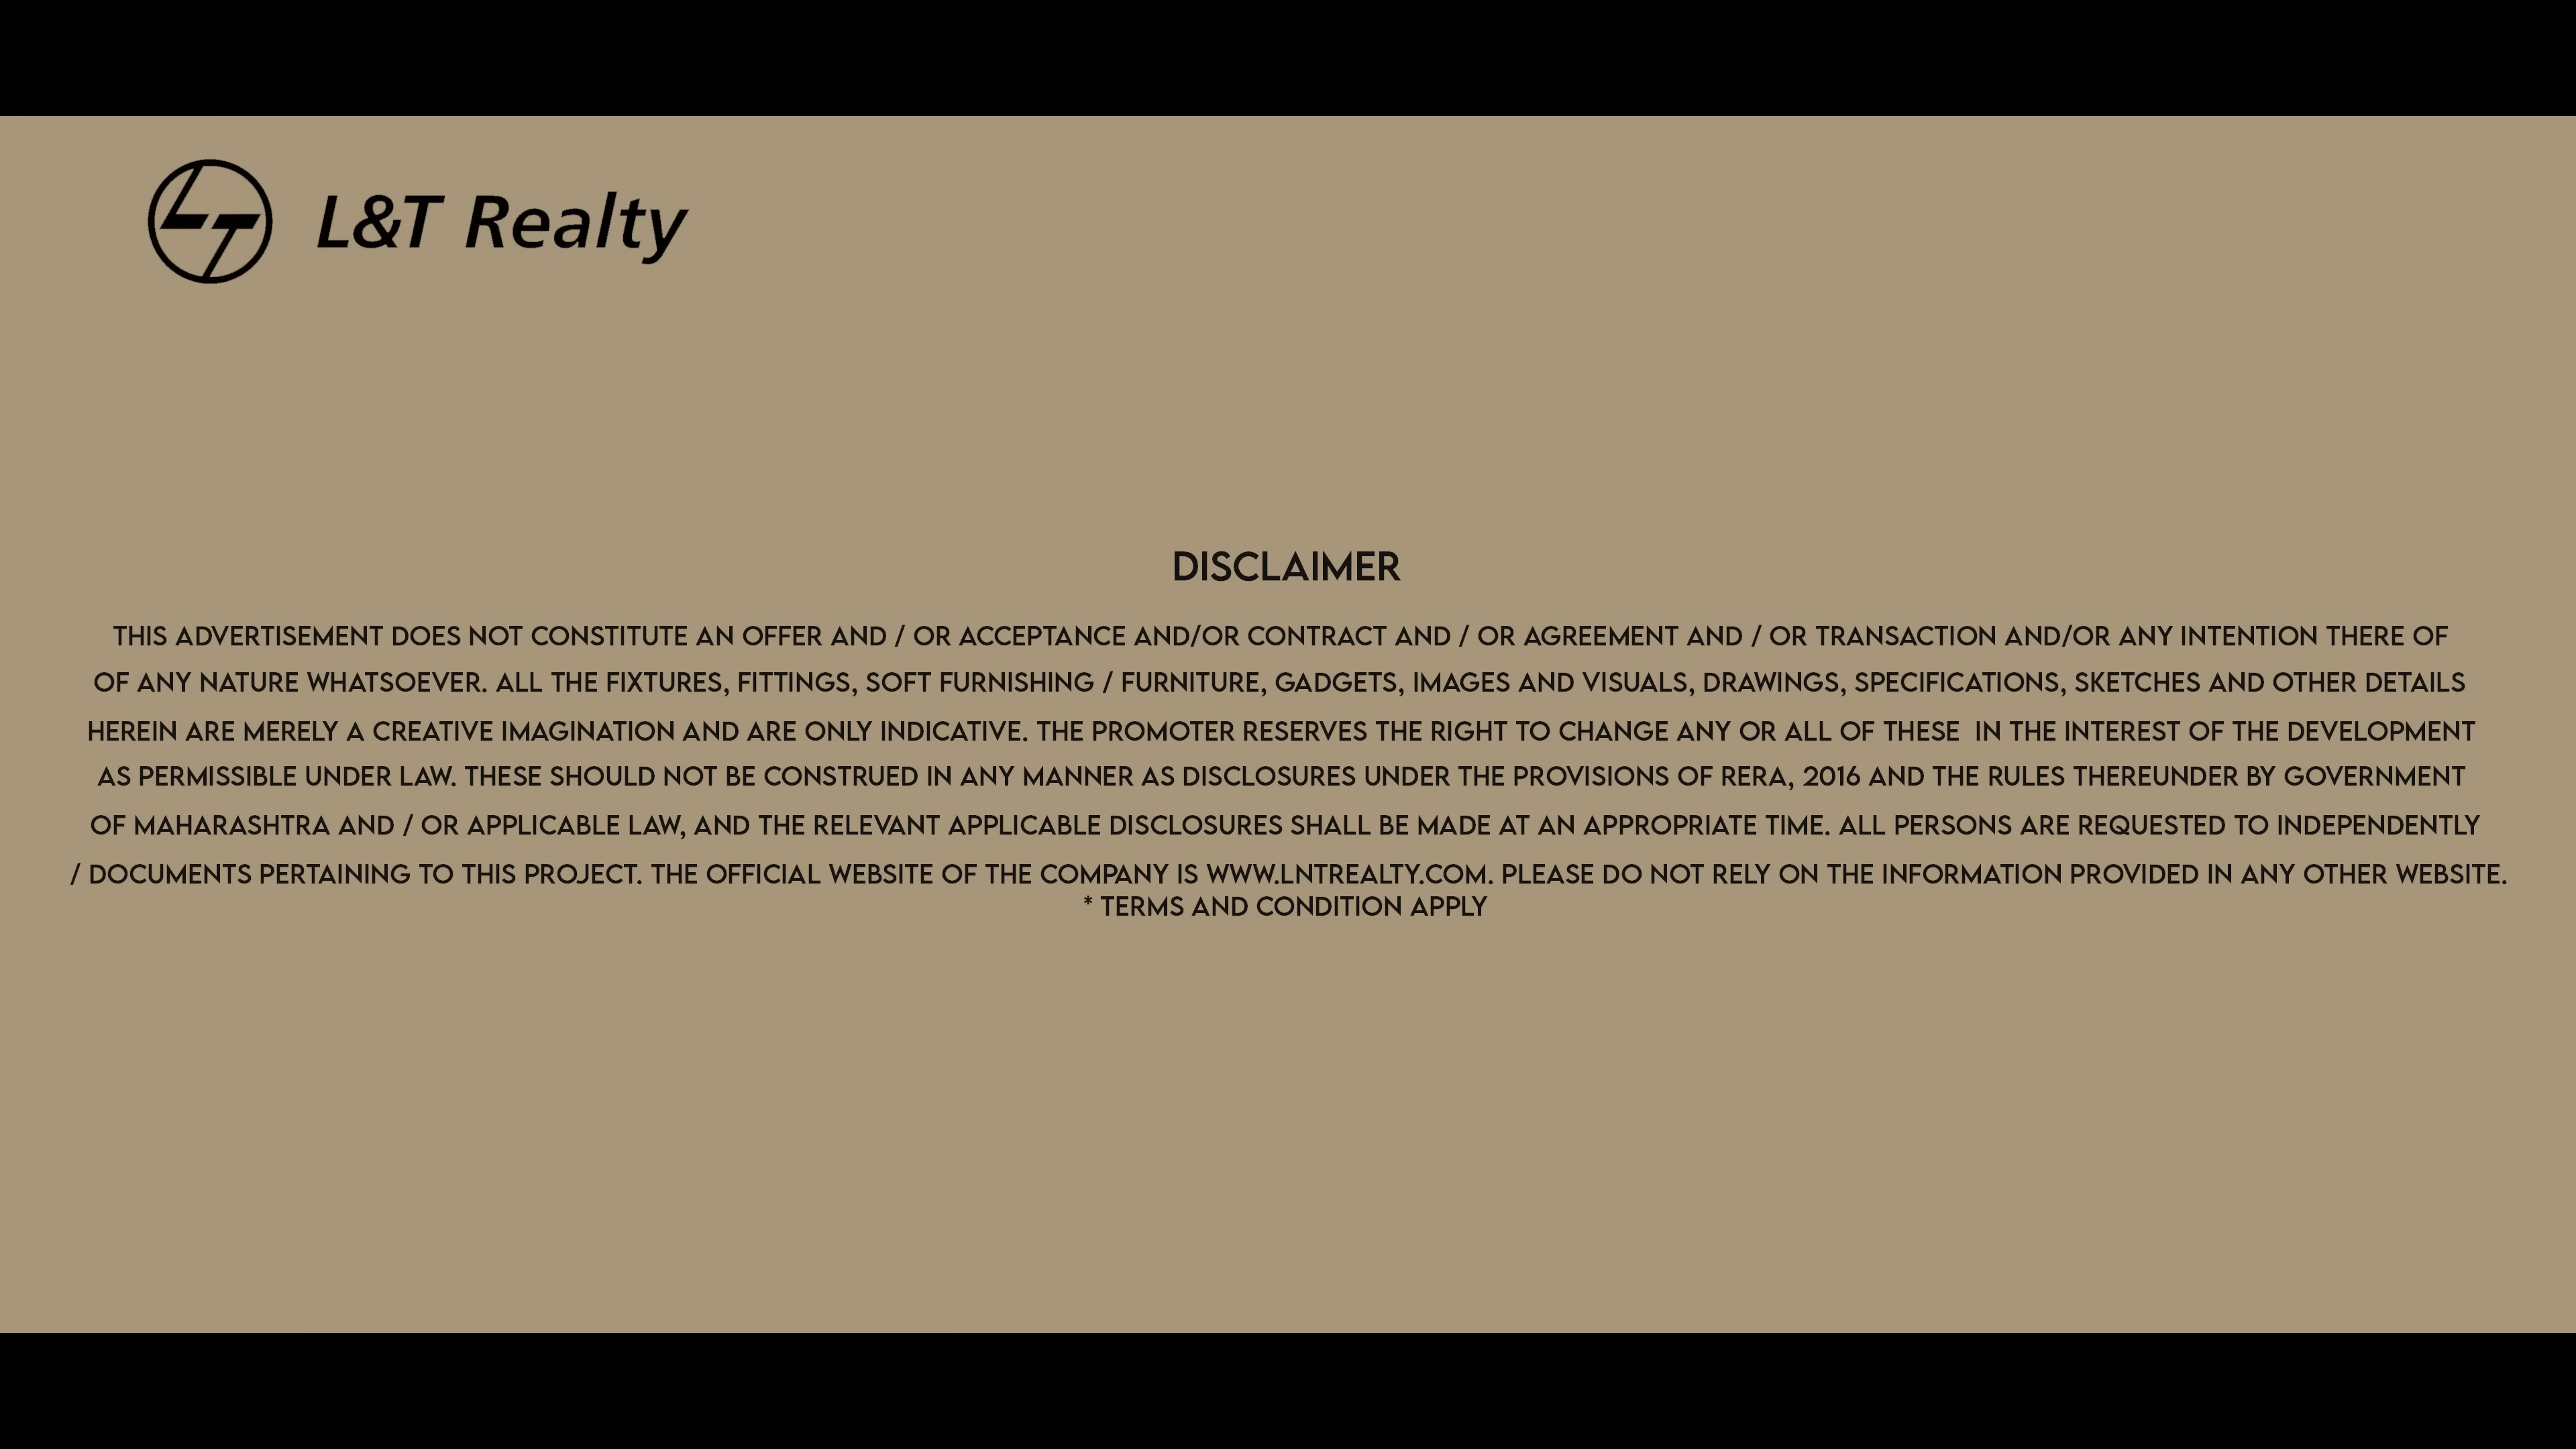 LT L&T Realty
DISCLAIMER
THIS ADVERTISEMENT DOES NOT CONSTITUTE AN OFFER AND / OR ACCEPTANCE AND/OR CONTRACT AND / OR AGREEMENT AND / OR TRANSACTION AND/OR ANY INTENTION THERE OF
OF ANY NATURE WHATSOEVER. ALL THE FIXTURES, FITTINGS, SOFT FURNISHING / FURNITURE, GADGETS, IMAGES AND VISUALS, DRAWINGS, SPECIFICATIONS, SKETCHES AND OTHER DETAILS
HEREIN ARE MERELY A CREATIVE IMAGINATION AND ARE ONLY INDICATIVE. THE PROMOTER RESERVES THE RIGHT TO CHANGE ANY OR ALL OF THESE  IN THE INTEREST OF THE DEVELOPMENT
AS PERMISSIBLE UNDER LAW. THESE SHOULD NOT BE CONSTRUED IN ANY MANNER AS DISCLOSURES UNDER THE PROVISIONS OF RERA, 2016 AND THE RULES THEREUNDER BY GOVERNMENT
OF MAHARASHTRA AND / OR APPLICABLE LAW, AND THE RELEVANT APPLICABLE DISCLOSURES SHALL BE MADE AT AN APPROPRIATE TIME. ALL PERSONS ARE REQUESTED TO INDEPENDENTLY
/ DOCUMENTS PERTAINING TO THIS PROJECT. THE OFFICIAL WEBSITE OF THE COMPANY IS WWW.LNTREALTY.COM. PLEASE DO NOT RELY ON THE INFORMATION PROVIDED IN ANY OTHER WEBSITE.
* TERMS AND CONDITION APPLY